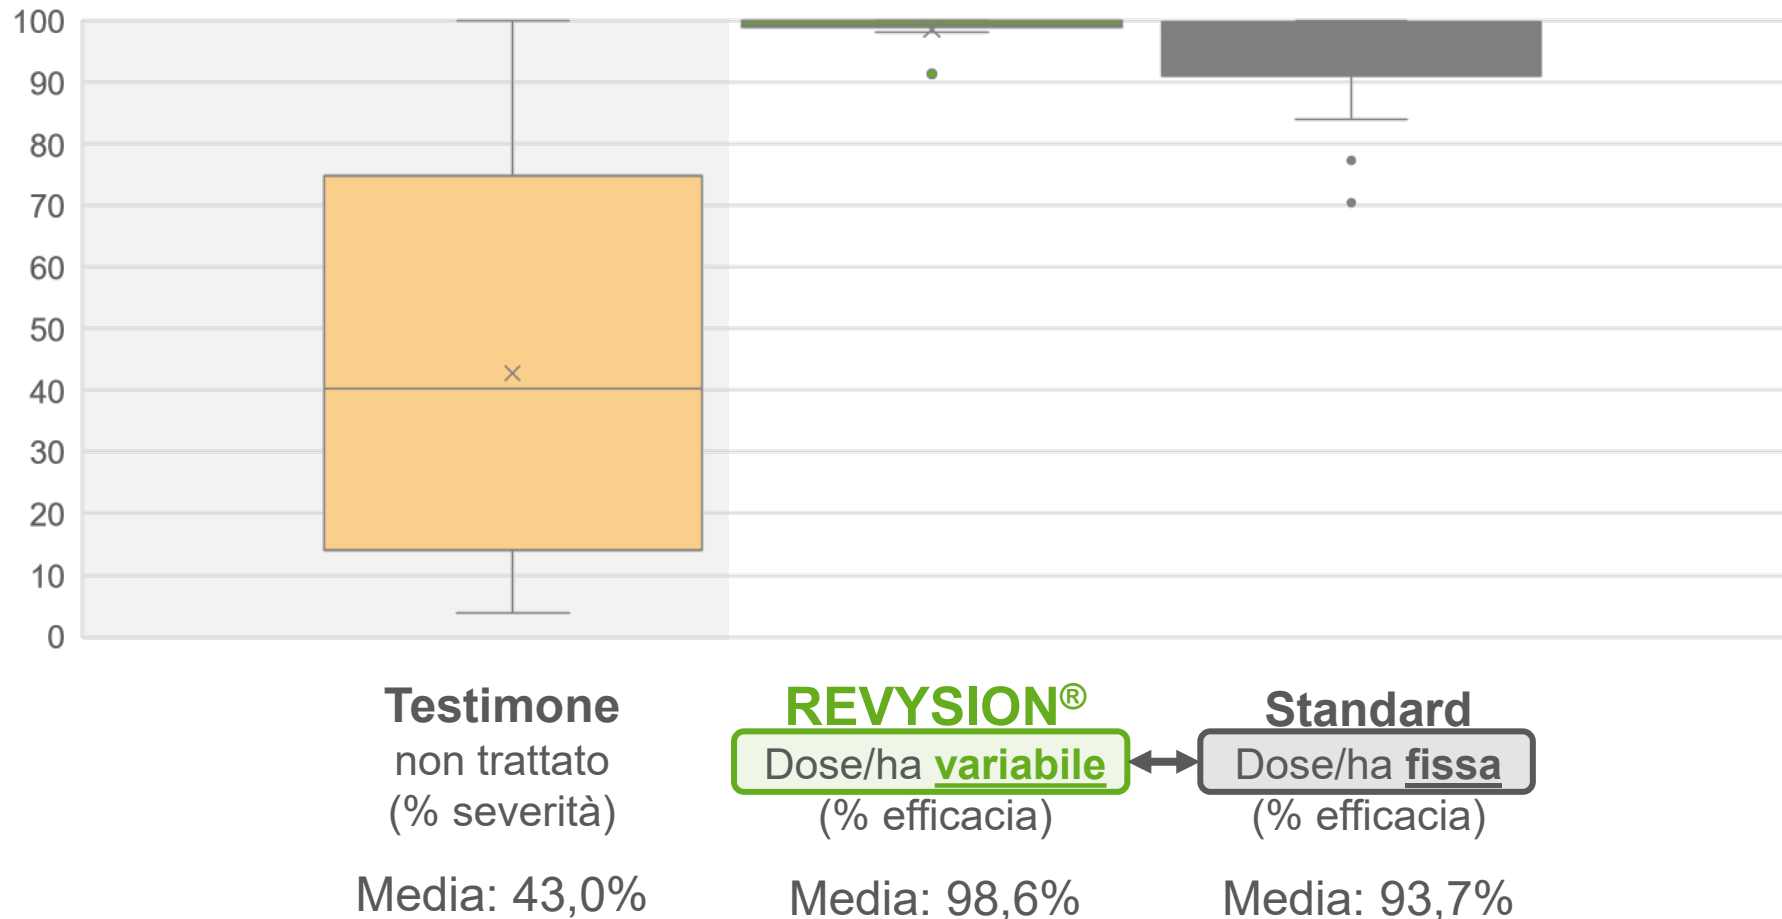 100
90
80
70
60
50
40
30
20
10
0
Testimone
non trattato
(% severità)
Media: 43,0%
REVYSION®
Dose/ha variabile
(% efficacia)
Media: 98,6%
Standard
Dose/ha fissa
(% efficacia)
Media: 93,7%